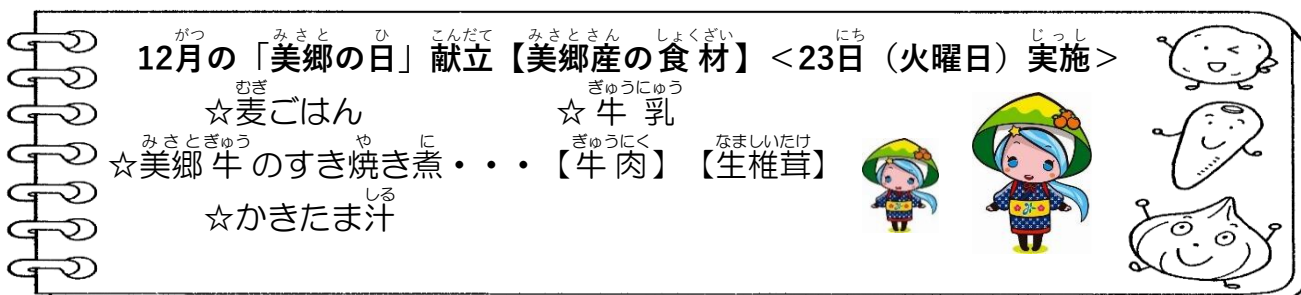 12月の「美郷の日」献立【美郷産の食材】<23日（火曜日）実施>
☆麦ごはん ☆牛乳
☆美郷牛のすき焼き煮・・・【牛肉】【生椎茸】
☆かきたま汁